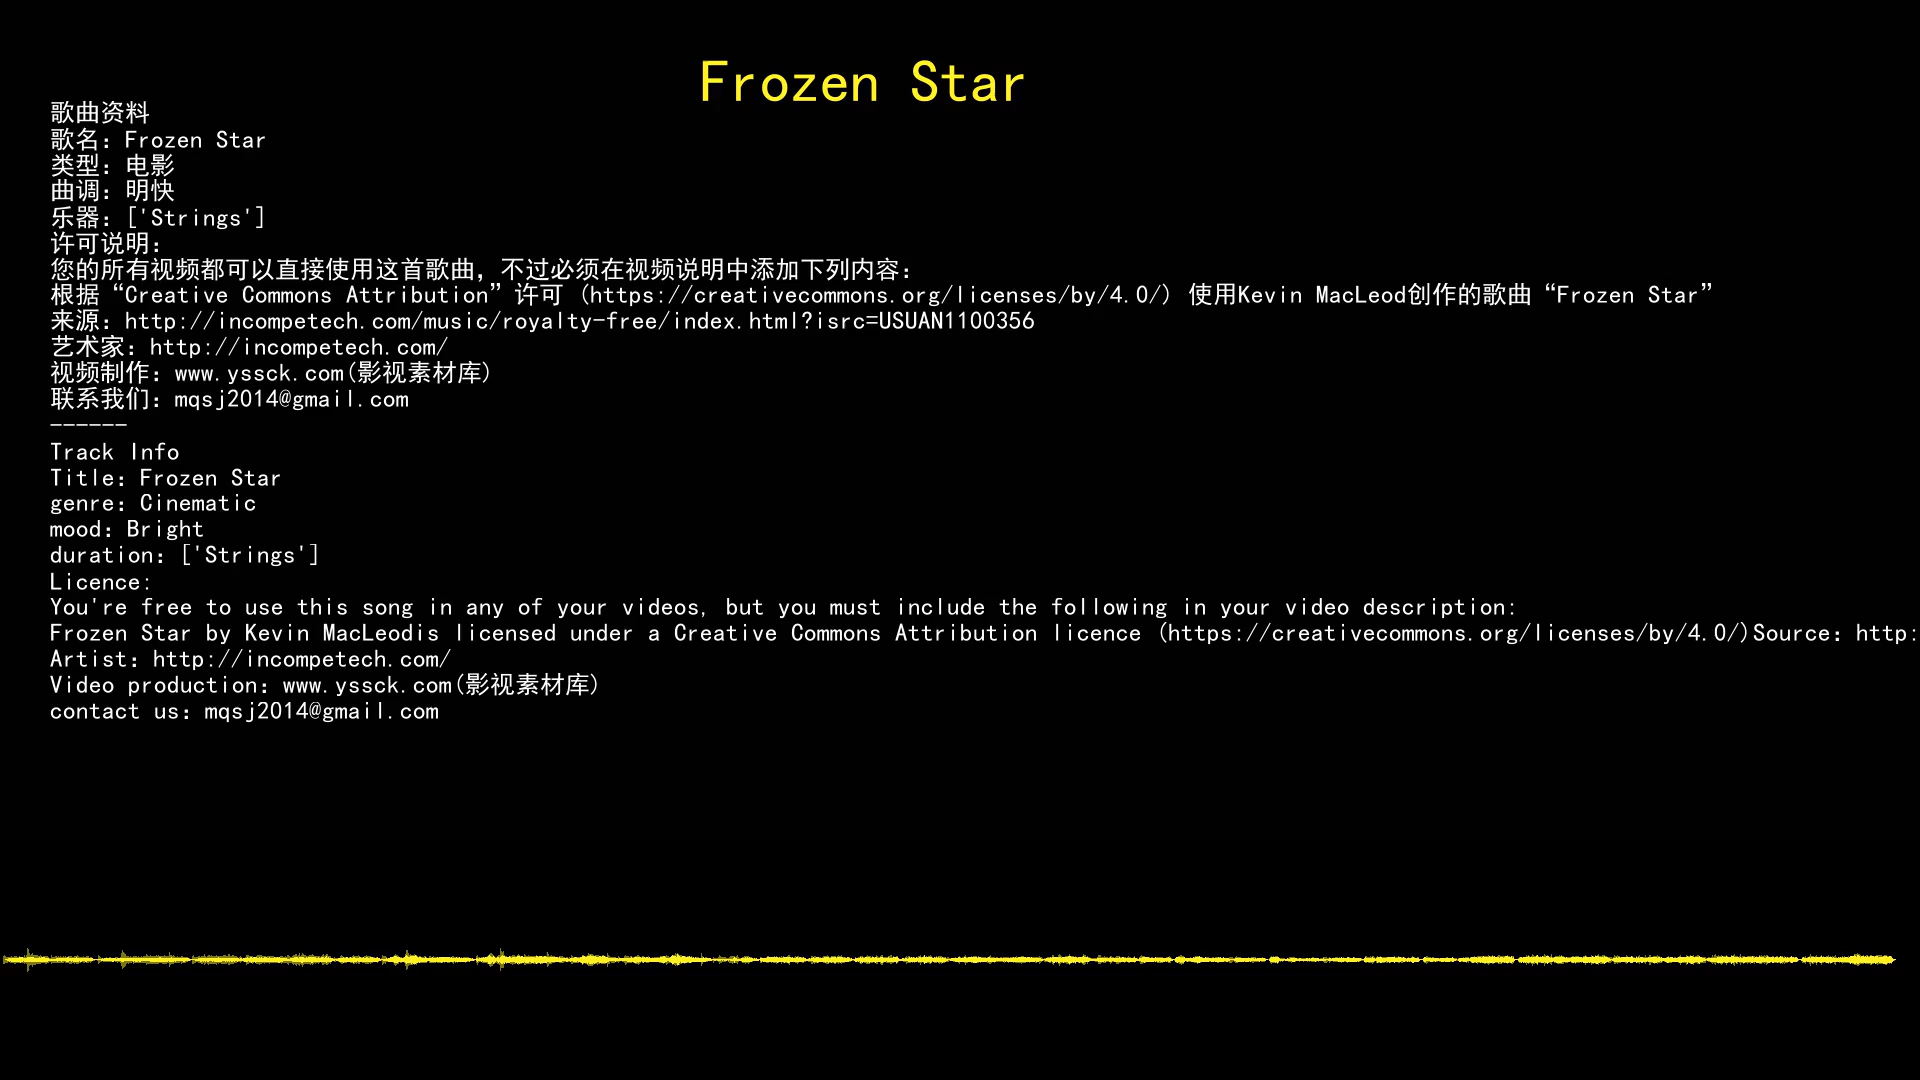 Frozen Star
歌曲资料
歌名：Frozen Star
类型：电影
曲调：明快
乐器：['Strings']
许可说明：
您的所有视频都可以直接使用这首歌曲，不过必须在视频说明中添加下列内容：
根据“Creative Commons Attribution”许可 (https://creativecommons.org/licenses/by/4.0/) 使用Kevin MacLeod创作的歌曲“Frozen Star”
来源：http://incompetech.com/music/royalty-free/index.html?isrc=USUAN1100356
艺术家：http://incompetech.com/
视频制作：www.yssck.com(影视素材库)
联系我们：mqsj2014@gmail.com
------
Track Info
Title：Frozen Star
genre：Cinematic
mood：Bright
duration：['Strings']
Licence:
You're free to use this song in any of your videos, but you must include the following in your video description:
Frozen Star by Kevin MacLeodis licensed under a Creative Commons Attribution licence (https://creativecommons.org/licenses/by/4.0/)Source：http:
Artist：http://incompetech.com/
Video production：www.yssck.com(影视素材库)
contact us：mqsj2014@gmail.com